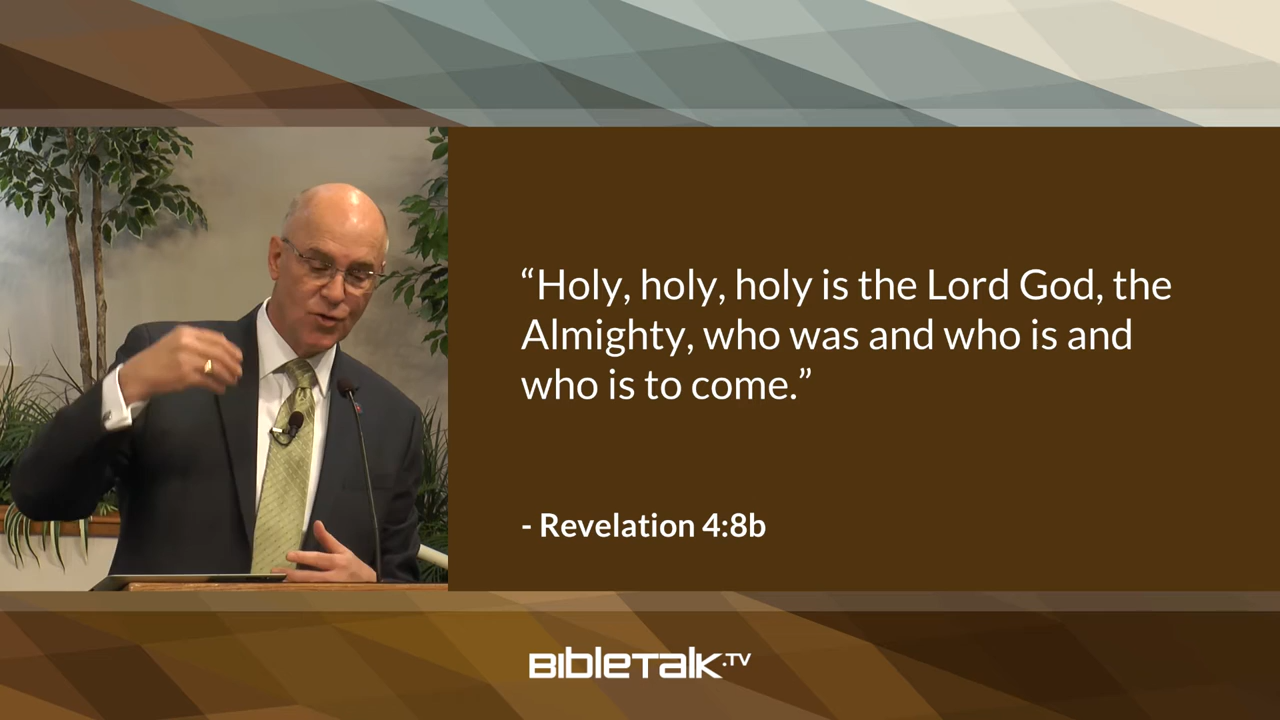 “Holy, holy, holy is the Lord God, the
Almighty, who was and who is and
who is to come.”
- Revelation 4:8b
BIBLETALK.TV